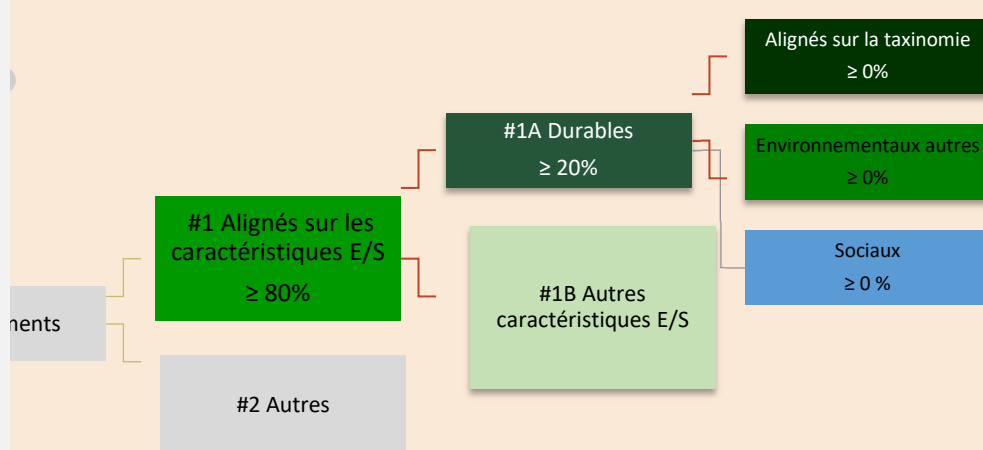 Alignés sur la taxinomie
≥ 0%
#1A Durables
≥ 20%
Environnementaux autres
≥ 0%
#1 Alignés sur les
caractéristiques E/S
≥ 80%
Sociaux
≥ 0 %
#1B Autres
caractéristiques E/S
#2 Autres